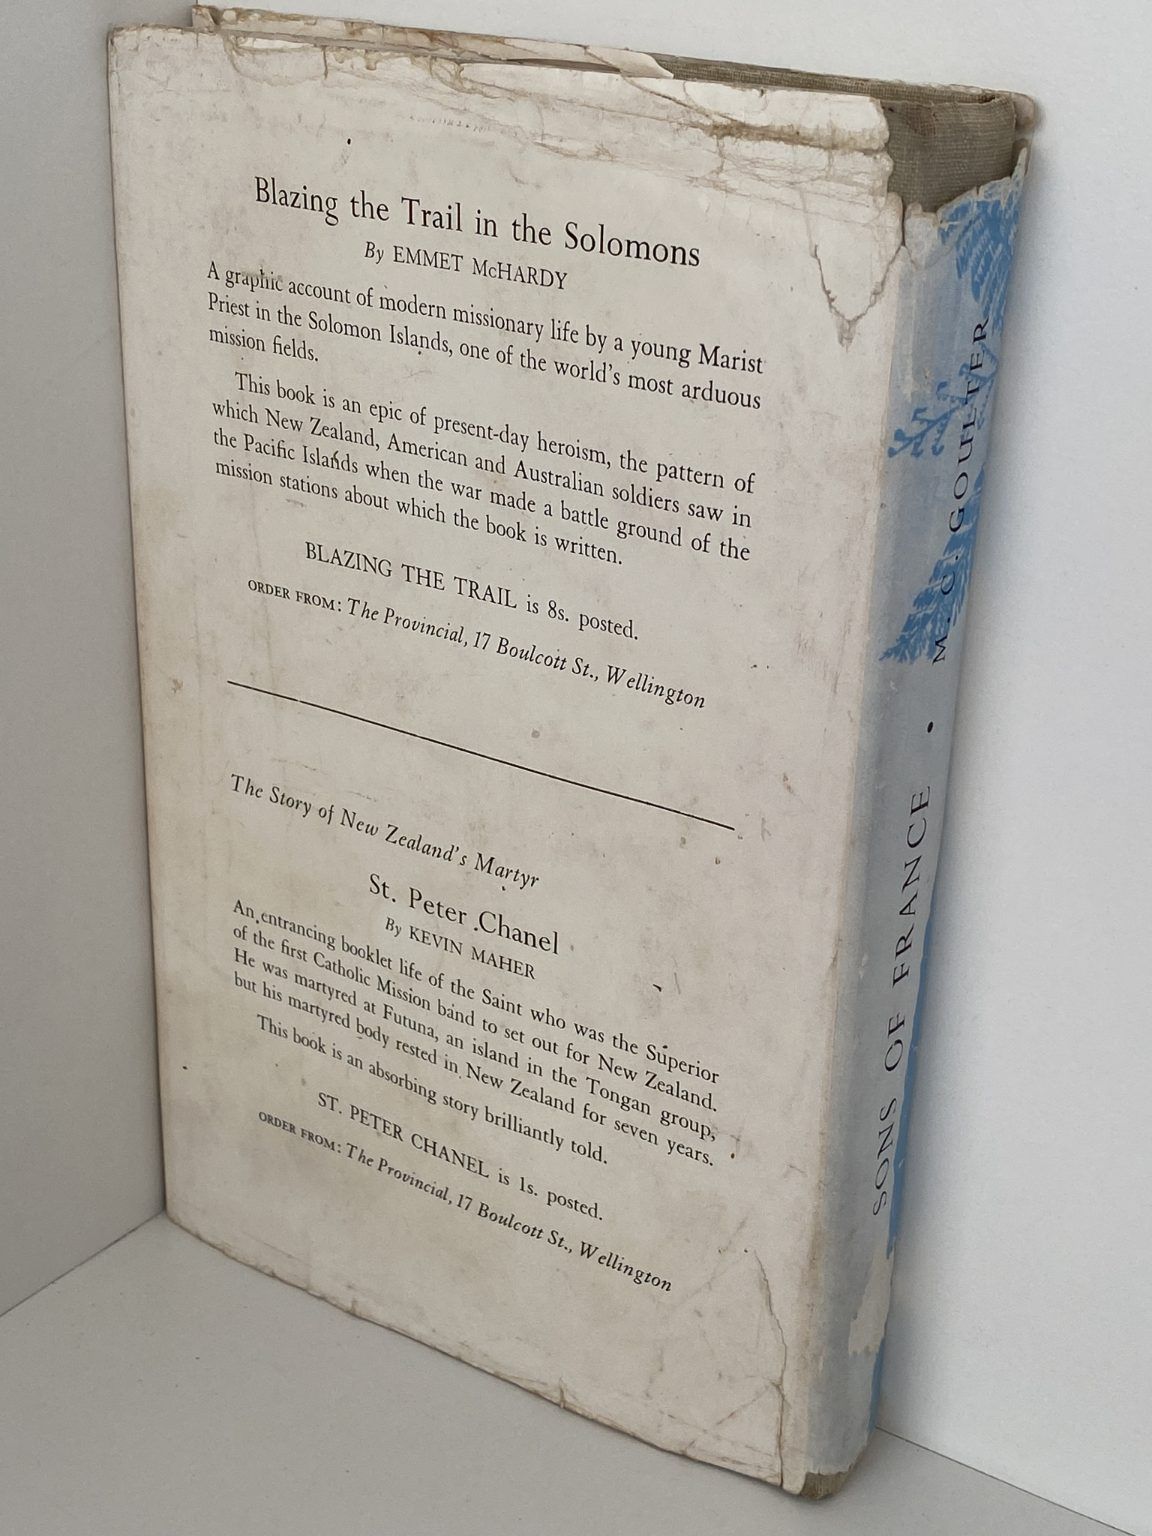 Blazing the Trail in the Solomons
By EMMET McHARDY
A graphic account of modern missionary life by a young Marist
Priest in the Solomon Islands, one of the world's most arduous
mission fields.
This book is an epic of present-day heroism, the pattern of
which New Zealand, American and Australian soldiers saw in
the Pacific Islands when the war made a battle ground of the
mission stations about which the book is written.
BLAZING THE TRAIL is 8s. posted.
ORDER FROM: The Provincial, 17 Boulcott St., Wellington
The Story of New Zealand's Martyr
St. Peter Chanel
By KEVIN MAHER
An entrancing booklet life of the Saint who was the Superior
of the first Catholic Mission band to set out for New Zealand.
He was martyred at Futuna, an island in the Tongan group,
but his martyred body rested in New Zealand for seven years.
This book is an absorbing story brilliantly told.
ST. PETER CHANEL is 1s. posted.
ORDER FROM: The Provincial, 17 Boulcott St., Wellington
SONS OF FRANCE • M. C. GOULTER